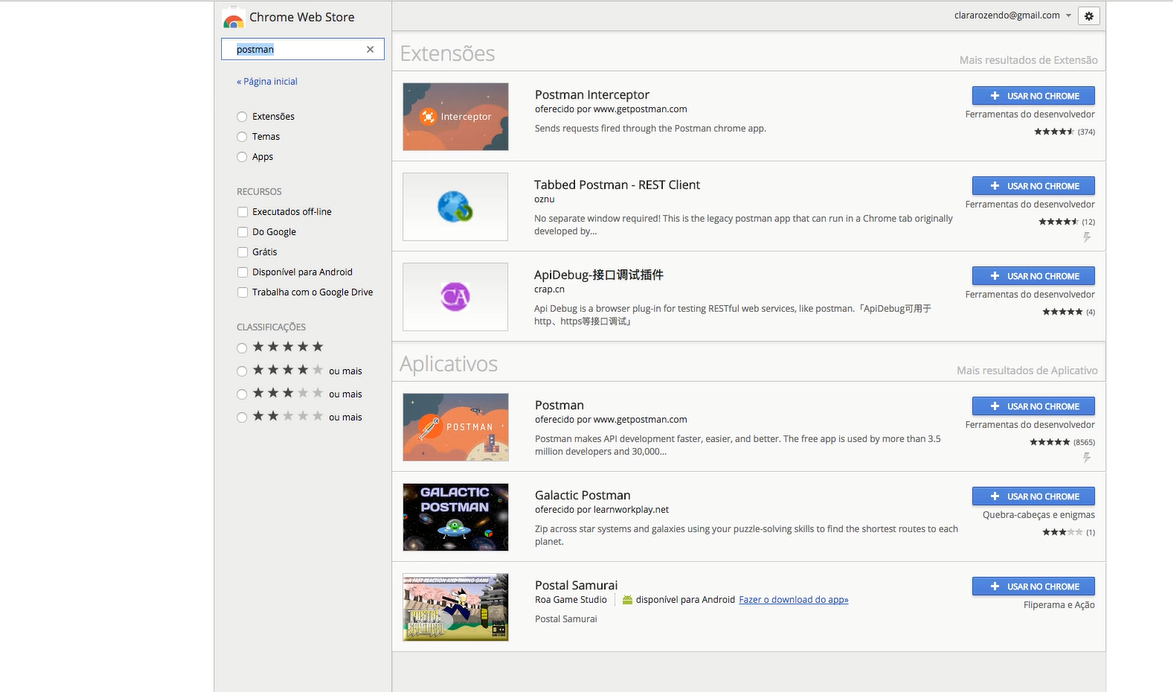 Chrome Web Store
clararozendo@gmail.com
postman
« Página inicial
Extensões
Temas
Apps
RECURSOS
Executados off-line
Do Google
Grátis
Disponível para Android
Trabalha com o Google Drive
CLASSIFICAÇÕES
ou mais
ou mais
ou mais
Extensões
Mais resultados de Extensão
Interceptor
Postman Interceptor
oferecido por www.getpostman.com
Sends requests fired through the Postman chrome app.
USAR NO CHROME
Ferramentas do desenvolvedor
(374)
Tabbed Postman - REST Client
oznu
No separate window required! This is the legacy postman app that can run in a Chrome tab originally
developed by...
USAR NO CHROME
Ferramentas do desenvolvedor
(12)
CA
ApiDebug-接口调试插件
crap.cn
Api Debug is a browser plug-in for testing RESTful web services, like postman.「ApiDebug可用于
http、https等接口调试」
USAR NO CHROME
Ferramentas do desenvolvedor
(4)
Aplicativos
Mais resultados de Aplicativo
POSTMAN
Postman
oferecido por www.getpostman.com
Postman makes API development faster, easier, and better. The free app is used by more than 3.5
million developers and 30,000...
USAR NO CHROME
Ferramentas do desenvolvedor
(8565)
GALACTIC
POSTMAN
Galactic Postman
oferecido por learnworkplay.net
Zip across star systems and galaxies using your puzzle-solving skills to find the shortest routes to each
planet.
USAR NO CHROME
Quebra-cabeças e enigmas
(1)
POSTAL
SAMURAI
Postal Samurai
Roa Game Studio
disponível para Android Fazer o download do app»
Postal Samurai
USAR NO CHROME
Fliperama e Ação